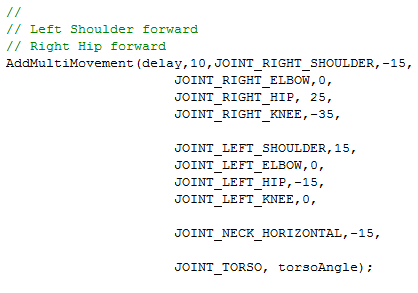 //
// Left Shoulder forward
// Right Hip forward
AddMultiMovement(delay,10,JOINT_RIGHT_SHOULDER,-15,
JOINT_RIGHT_ELBOW,0,
JOINT_RIGHT_HIP, 25,
JOINT_RIGHT_KNEE,-35,
JOINT_LEFT_SHOULDER,15,
JOINT_LEFT_ELBOW,0,
JOINT_LEFT_HIP,-15,
JOINT_LEFT_KNEE,0,
JOINT_NECK_HORIZONTAL,-15,
JOINT_TORSO, torsoAngle);